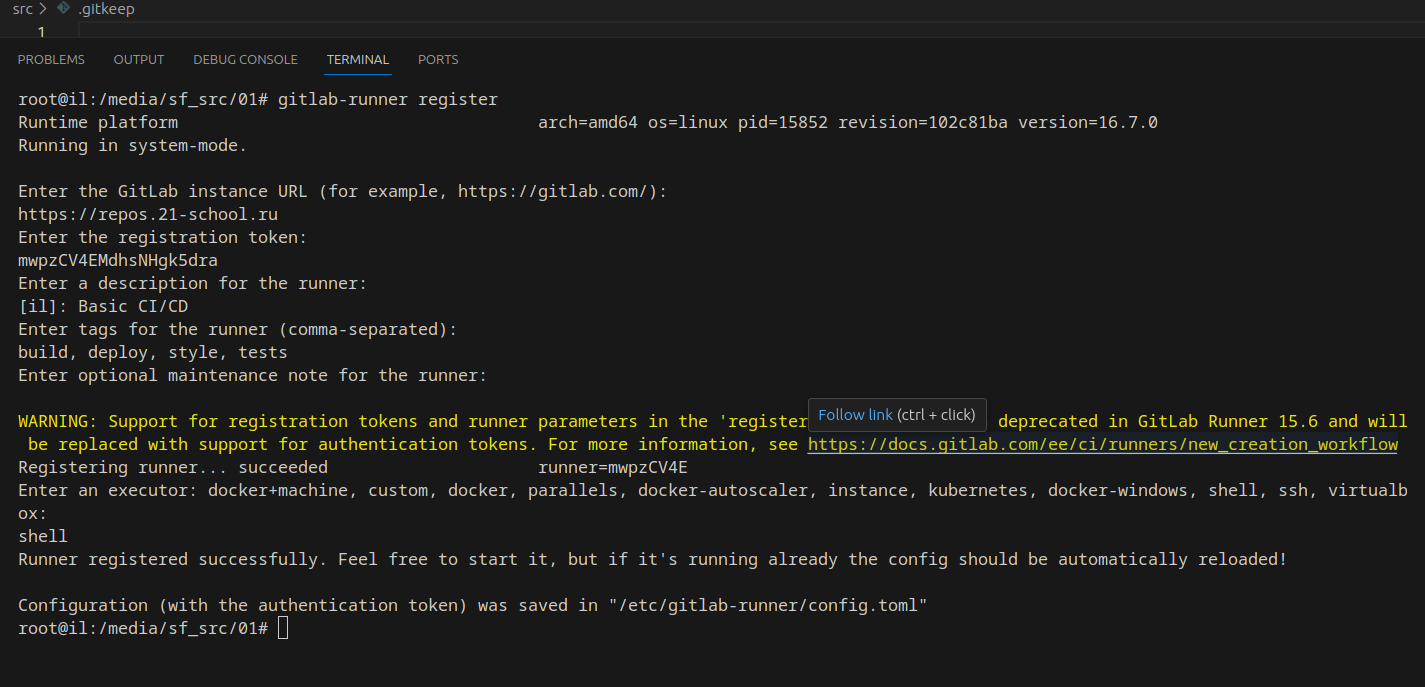 src > .gitkeep
1
PROBLEMS OUTPUT DEBUG CONSOLE TERMINAL PORTS
root@il:/media/sf_src/01# gitlab-runner register
Runtime platform                                    arch=amd64 os=linux pid=15852 revision=102c81ba version=16.7.0
Running in system-mode.
Enter the GitLab instance URL (for example, https://gitlab.com/):
https://repos.21-school.ru
Enter the registration token:
mwpzCV4EMdhsNHgk5dra
Enter a description for the runner:
[il]: Basic CI/CD
Enter tags for the runner (comma-separated):
build, deploy, style, tests
Enter optional maintenance note for the runner:
Follow link (ctrl + click)
WARNING: Support for registration tokens and runner parameters in the 'register deprecated in GitLab Runner 15.6 and will
be replaced with support for authentication tokens. For more information, see https://docs.gitlab.com/ee/ci/runners/new_creation_workflow
Registering runner... succeeded                     runner=mwpzCV4E
Enter an executor: docker+machine, custom, docker, parallels, docker-autoscaler, instance, kubernetes, docker-windows, shell, ssh, virtualb
ox:
shell
Runner registered successfully. Feel free to start it, but if it's running already the config should be automatically reloaded!
Configuration (with the authentication token) was saved in "/etc/gitlab-runner/config.toml"
root@il:/media/sf_src/01#